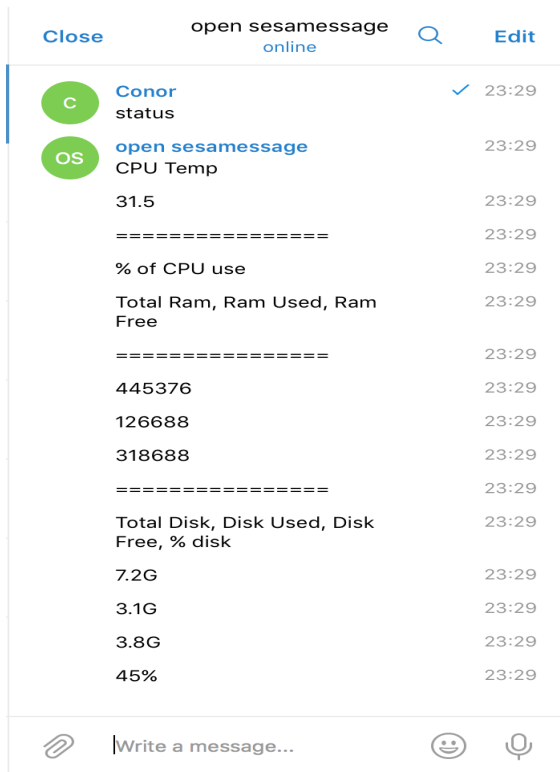 Close
open sesamessage
online
Edit
C
Conor
23:29
status
OS
open sesamessage
23:29
CPU Temp
31.5
23:29
================
23:29
% of CPU use
23:29
Total Ram, Ram Used, Ram
23:29
Free
================
23:29
445376
23:29
126688
23:29
318688
23:29
================
23:29
Total Disk, Disk Used, Disk
23:29
Free, % disk
7.2G
23:29
3.1G
23:29
3.8G
23:29
45%
23:29
Write a message...